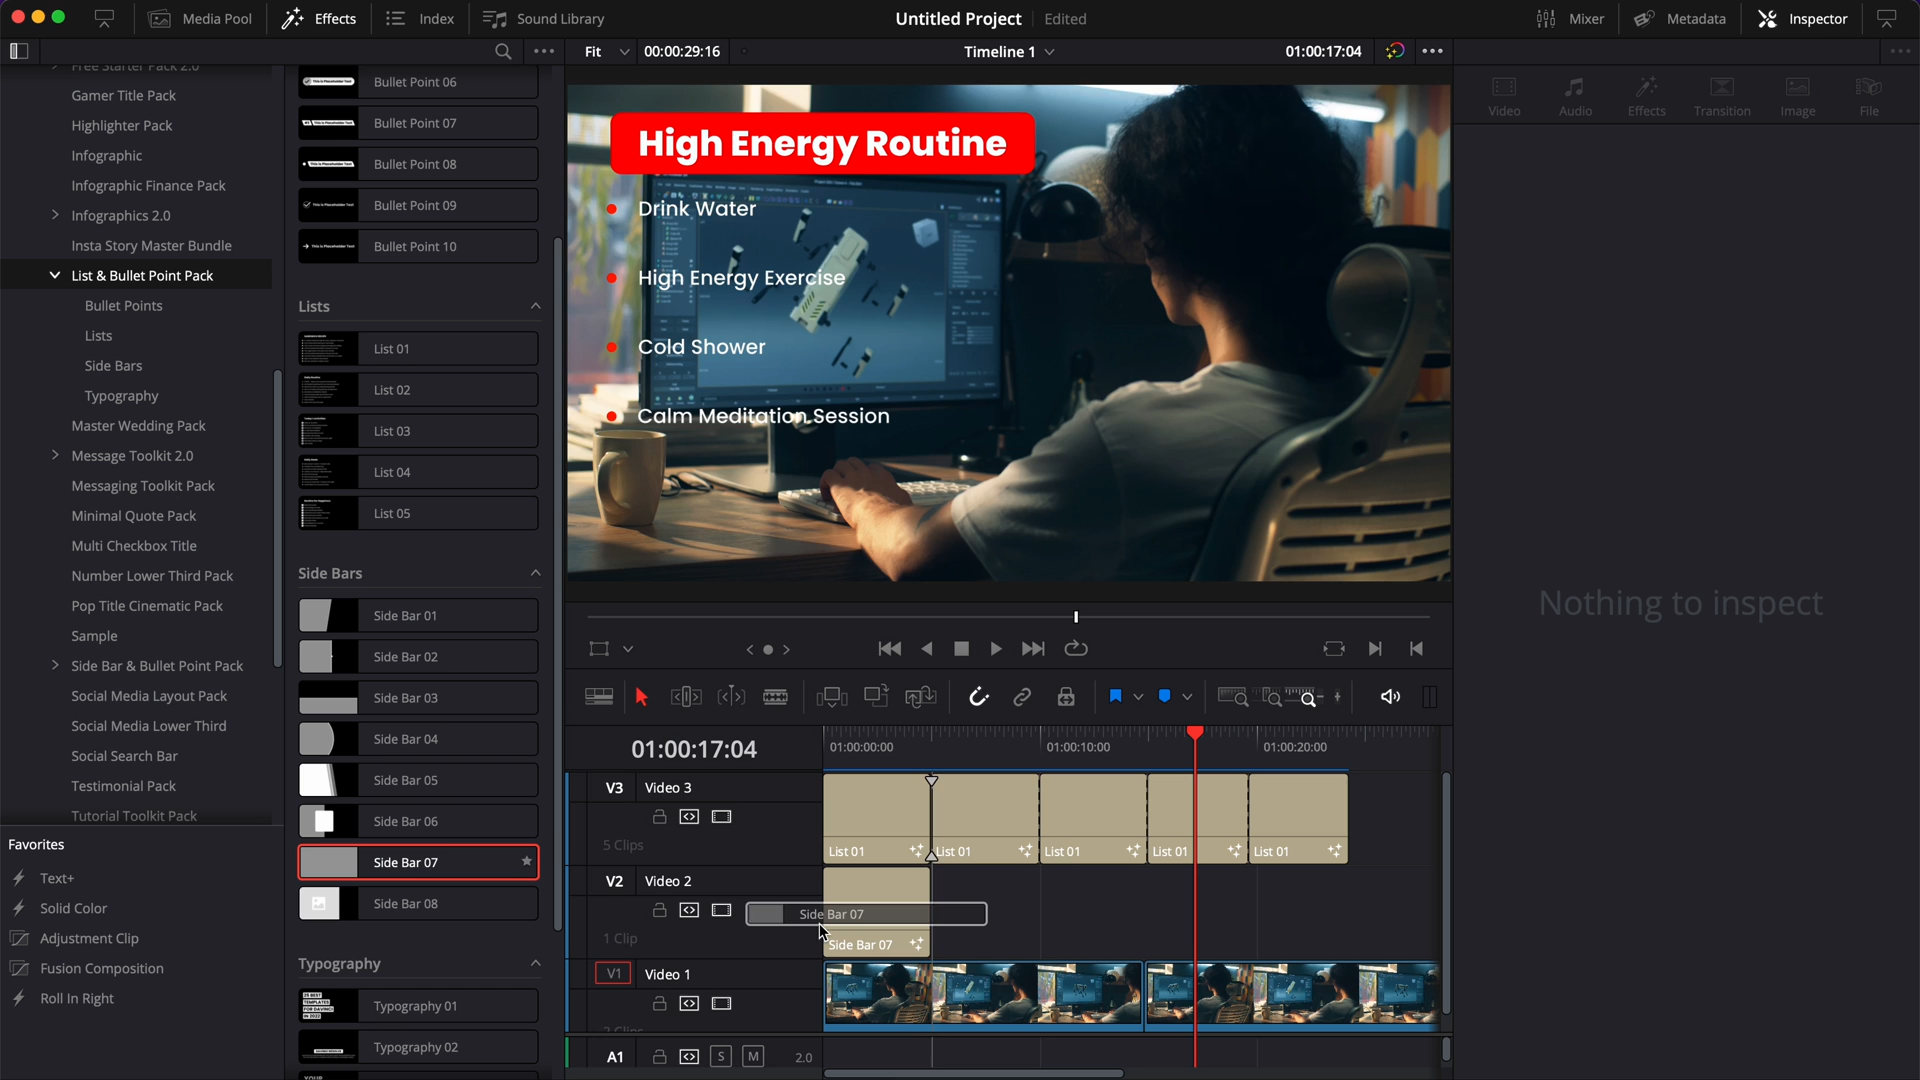 Media Pool
Effects
Index
Sound Library
Untitled Project
Edited
Mixer
Metadata
Inspector
Fit
00:00:29:16
Timeline 1
01:00:17:04
Free Starter Pack 2.0
Gamer Title Pack
Highlighter Pack
Infographic
Infographic Finance Pack
Infographics 2.0
Insta Story Master Bundle
List & Bullet Point Pack
Bullet Points
Lists
Side Bars
Typography
Master Wedding Pack
Message Toolkit 2.0
Messaging Toolkit Pack
Minimal Quote Pack
Multi Checkbox Title
Number Lower Third Pack
Pop Title Cinematic Pack
Sample
Side Bar & Bullet Point Pack
Social Media Layout Pack
Social Media Lower Third
Social Search Bar
Testimonial Pack
Tutorial Toolkit Pack
Favorites
Text+
Solid Color
Adjustment Clip
Fusion Composition
Roll In Right
Bullet Point 06
Bullet Point 07
Bullet Point 08
Bullet Point 09
Bullet Point 10
Lists
List 01
List 02
List 03
List 04
List 05
Side Bars
Side Bar 01
Side Bar 02
Side Bar 03
Side Bar 04
Side Bar 05
Side Bar 06
Side Bar 07
Side Bar 08
Typography
Typography 01
Typography 02
High Energy Routine
Drink Water
High Energy Exercise
Cold Shower
Calm Meditation Session
Video
Audio
Effects
Transition
Image
File
Nothing to inspect
01:00:17:04
01:00:00:00
01:00:10:00
01:00:20:00
V3 Video 3
5 Clips
List 01
List 01
List 01
List 01
List 01
V2 Video 2
1 Clip
Side Bar 07
Side Bar 07
V1 Video 1
A1
S
M
2.0